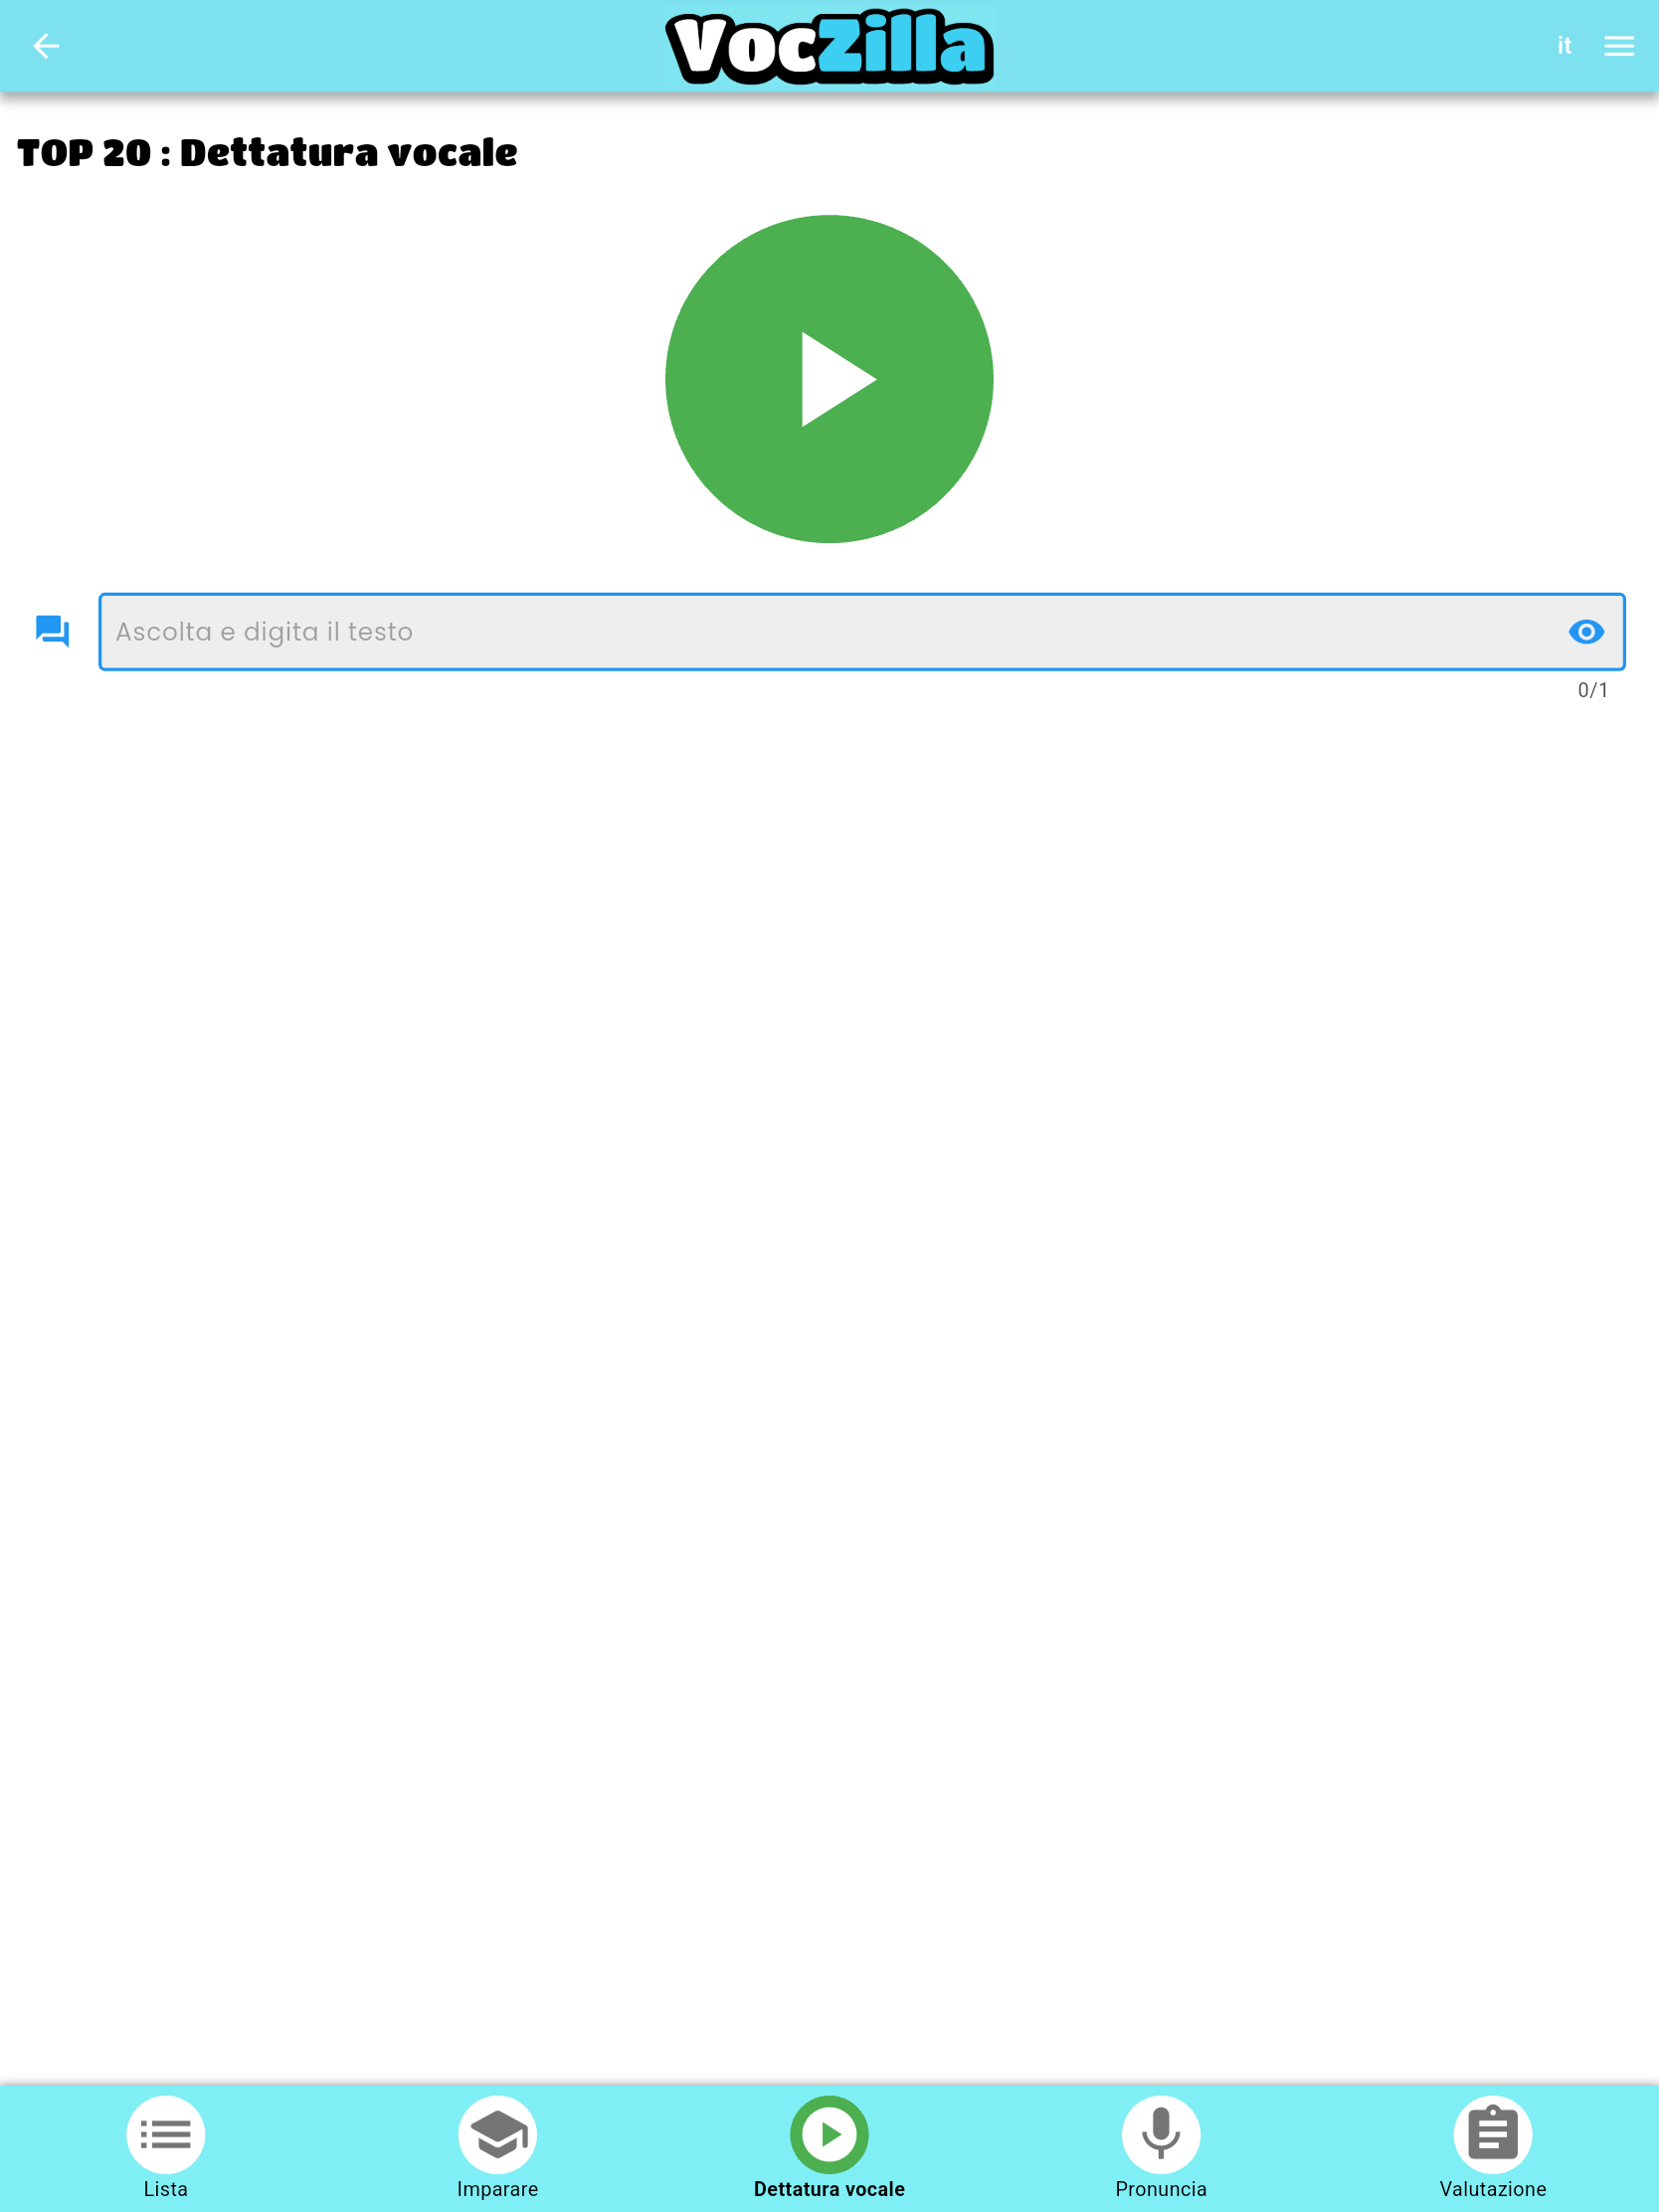 VocZilla
it
TOP 20 : Dettatura vocale
Ascolta e digita il testo
0/1
Lista
Imparare
Dettatura vocale
Pronuncia
Valutazione